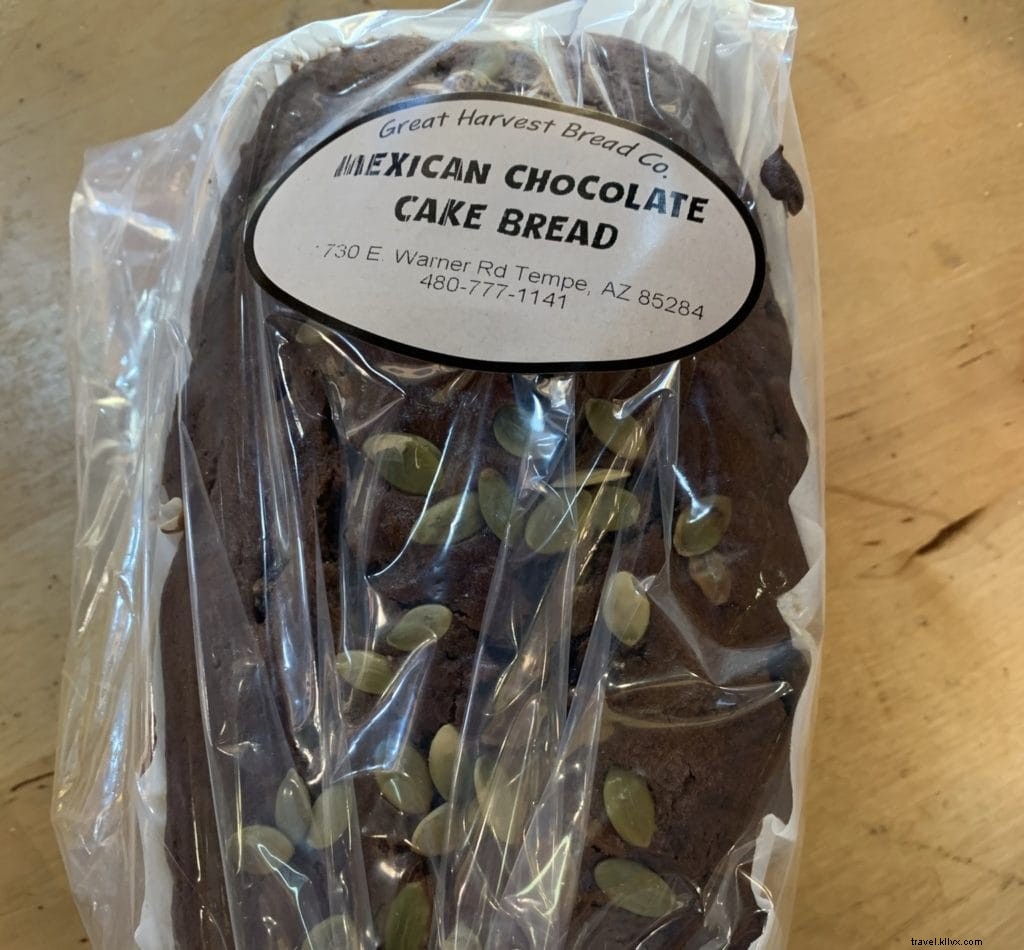 Great Harvest Bread Co.
MEXICAN CHOCOLATE
CAKE BREAD
730 E. Warner Rd Tempe, AZ 85284
480-777-1141
travel.kllvx.com